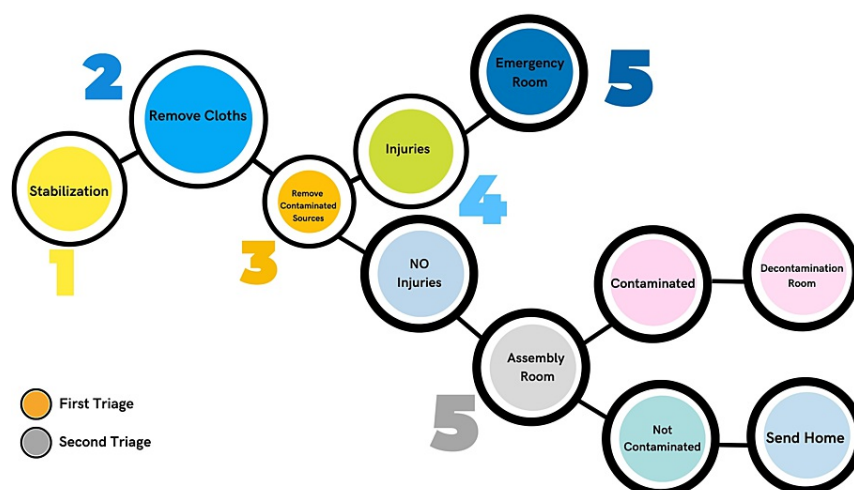 2
Remove Cloths
Emergency
Room
5
Injuries
Stabilization
1
Remove
Contaminated
Sources
3
4
NO
Injuries
Contaminated
Decontamination
Room
Assembly
Room
5
Not
Contaminated
Send Home
First Triage
Second Triage